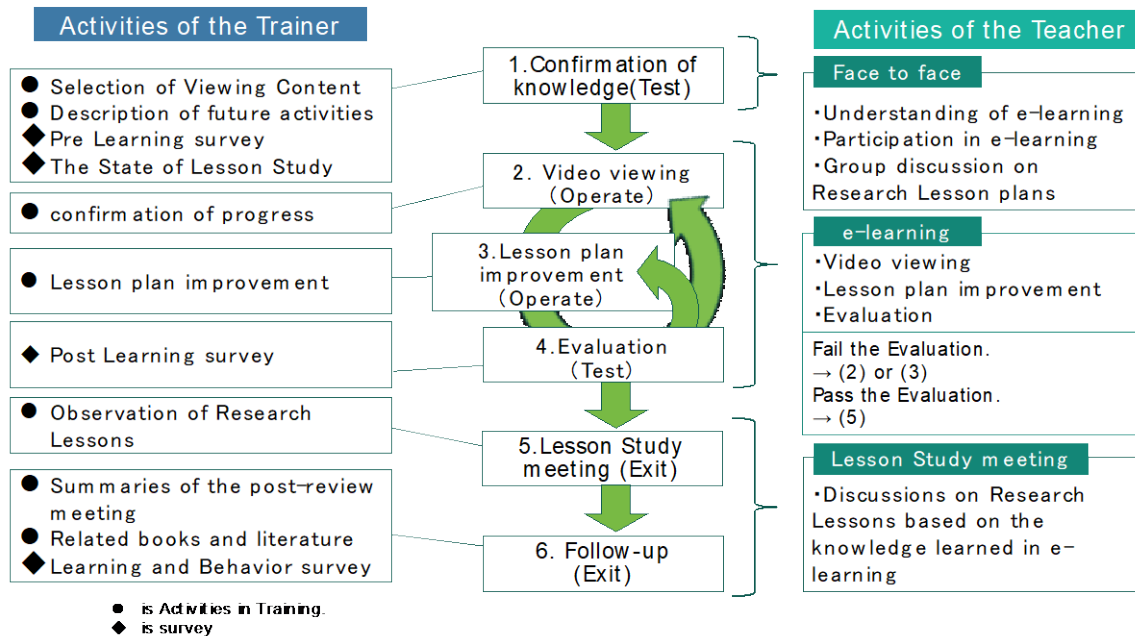 Activities of the Trainer
● Selection of Viewing Content
● Description of future activities
◆ Pre Learning survey
◆ The State of Lesson Study
● confirmation of progress
● Lesson plan improvement
◆ Post Learning survey
● Observation of Research
Lessons
● Summaries of the post-review
meeting
● Related books and literature
◆ Learning and Behavior survey
● is Activities in Training.
◆ is survey
1.Confirmation of
knowledge(Test)
2. Video viewing
(Operate)
3.Lesson plan
improvement
(Operate)
4.Evaluation
(Test)
5.Lesson Study
meeting (Exit)
6. Follow-up
(Exit)
Activities of the Teacher
Face to face
・Understanding of e-learning
・Participation in e-learning
・Group discussion on
Research Lesson plans
e-learning
・Video viewing
・Lesson plan improvement
・Evaluation
Fail the Evaluation.
→ (2) or (3)
Pass the Evaluation.
→ (5)
Lesson Study meeting
・Discussions on Research
Lessons based on the
knowledge learned in e-
learning